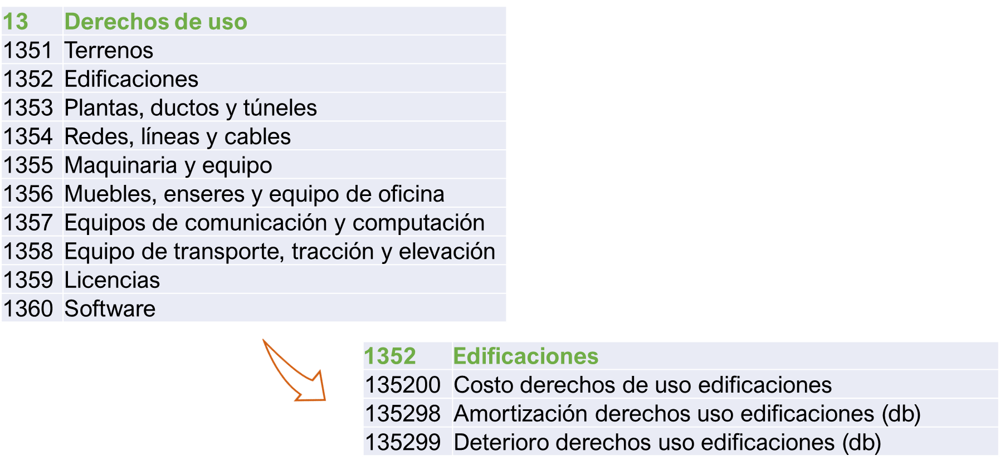 13 Derechos de uso
1351 Terrenos
1352 Edificaciones
1353 Plantas, ductos y túneles
1354 Redes, líneas y cables
1355 Maquinaria y equipo
1356 Muebles, enseres y equipo de oficina
1357 Equipos de comunicación y computación
1358 Equipo de transporte, tracción y elevación
1359 Licencias
1360 Software
1352 Edificaciones
135200 Costo derechos de uso edificaciones
135298 Amortización derechos uso edificaciones (db)
135299 Deterioro derechos uso edificaciones (db)